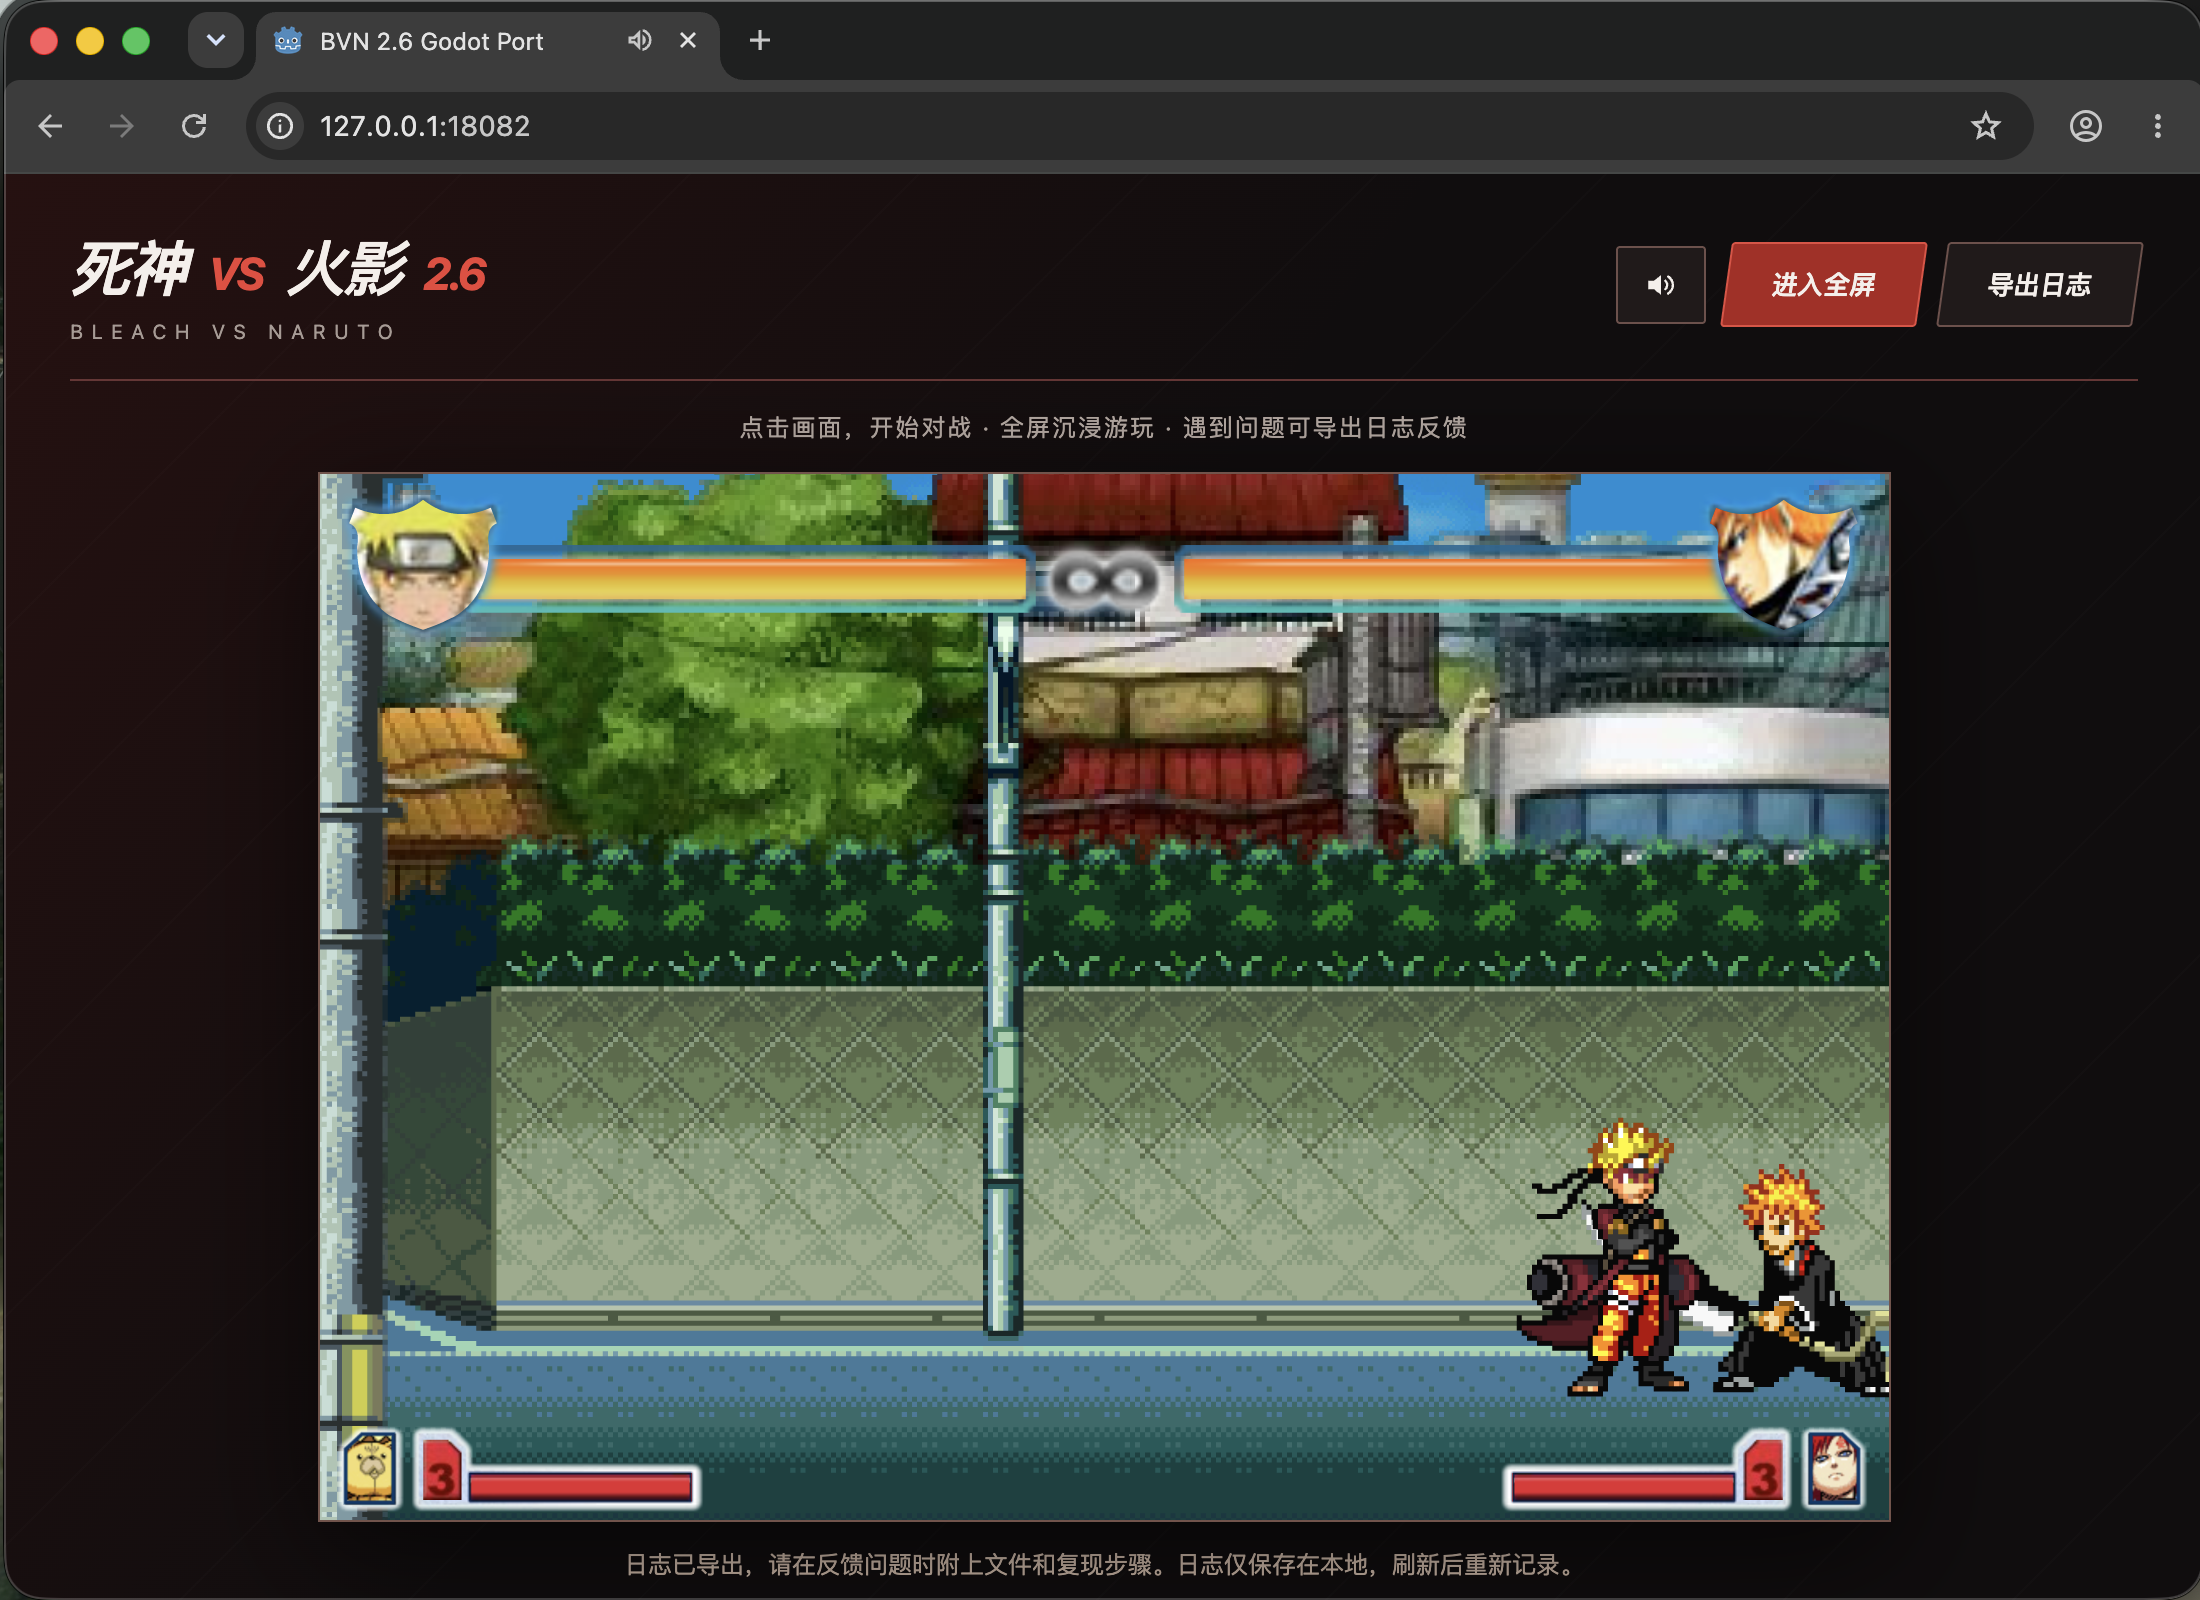 BVN 2.6 Godot Port
127.0.0.1:18082
死神 VS 火影 2.6
BLEACH VS NARUTO
进入全屏
导出日志
点击画面，开始对战 · 全屏沉浸游玩 · 遇到问题可导出日志反馈
3
3
日志已导出，请在反馈问题时附上文件和复现步骤。日志仅保存在本地，刷新后重新记录。